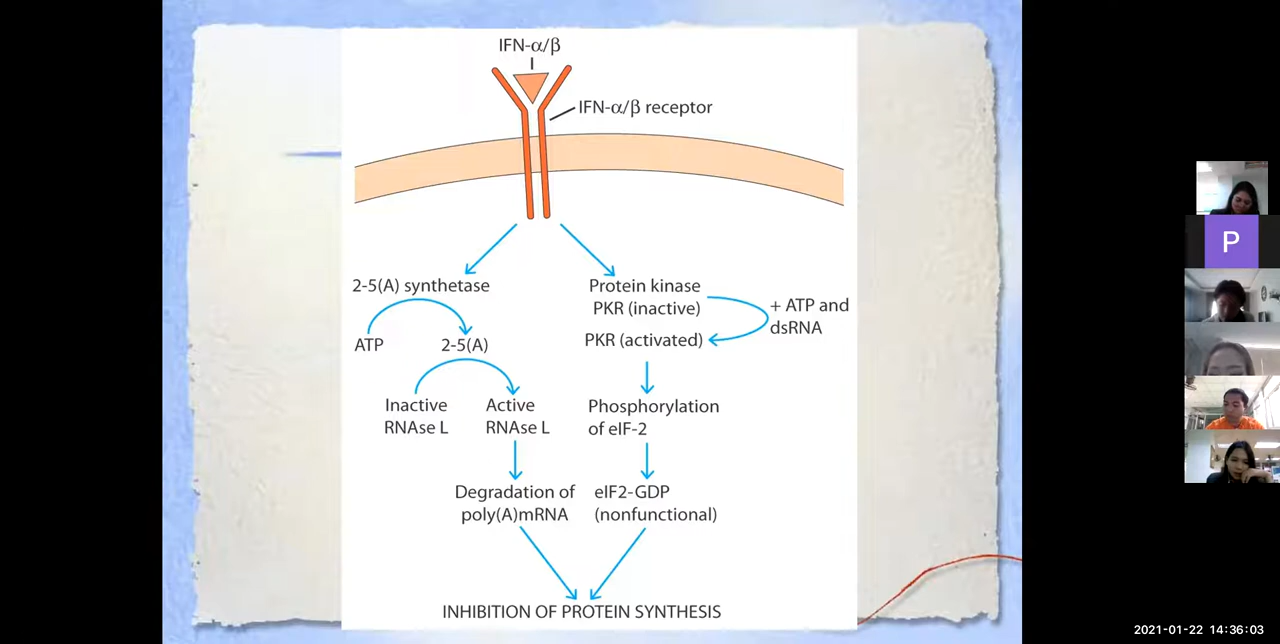 IFN-α/β
IFN-α/β receptor
2-5(A) synthetase
ATP
2-5(A)
Inactive
RNAse L
Active
RNAse L
Degradation of
poly(A)mRNA
Protein kinase
PKR (inactive)
+ ATP and
dsRNA
PKR (activated)
Phosphorylation
of eIF-2
eIF2-GDP
(nonfunctional)
INHIBITION OF PROTEIN SYNTHESIS
P
2021-01-22 14:36:03